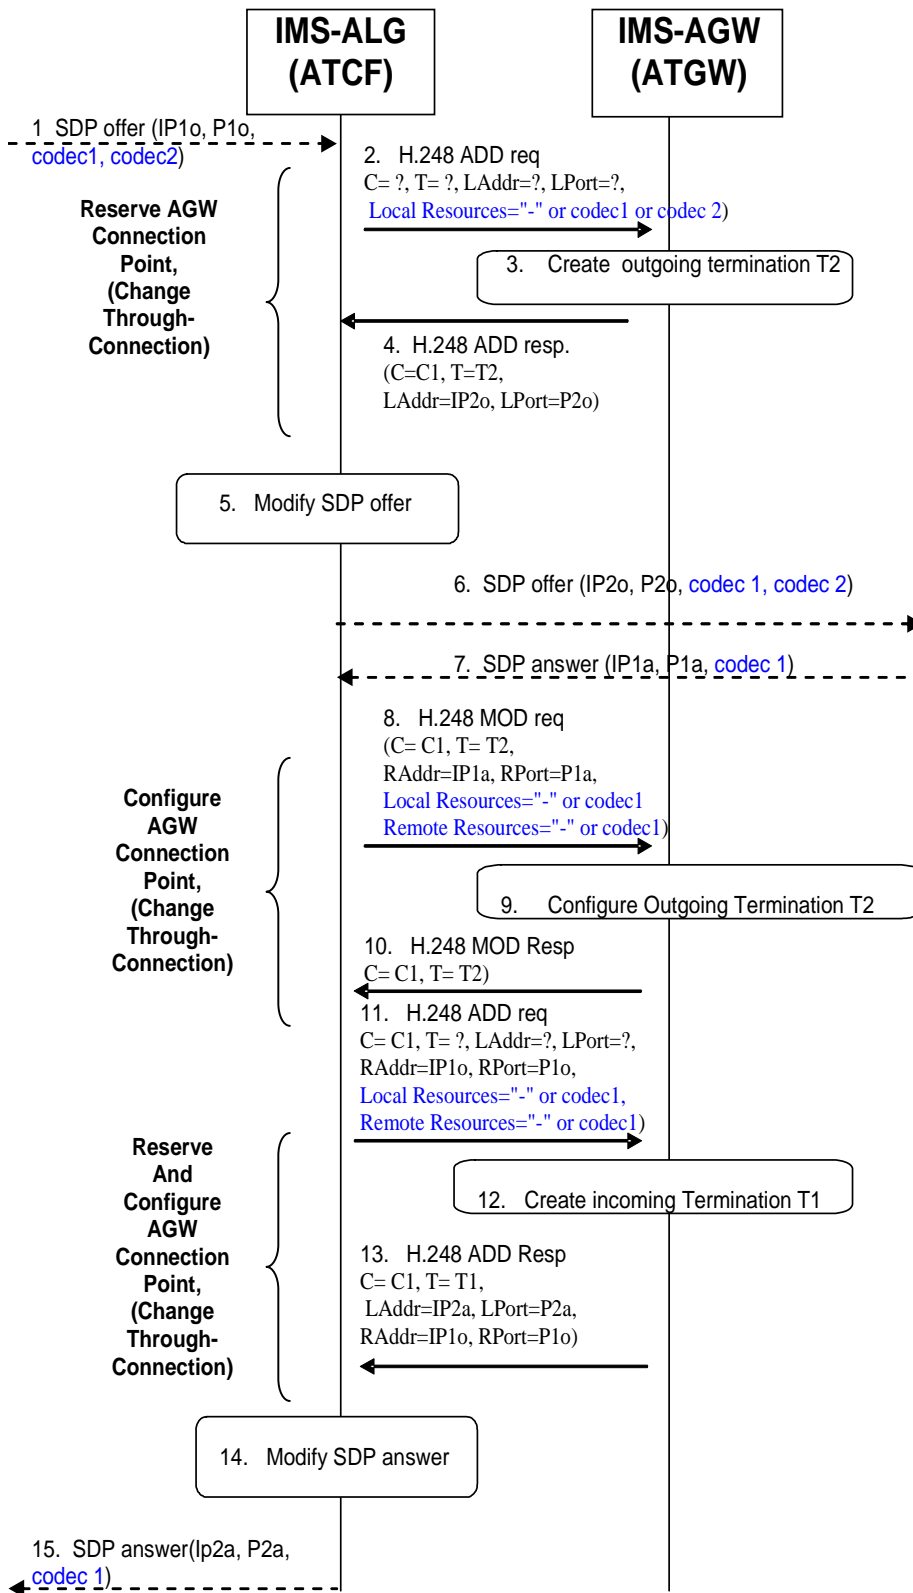 IMS-ALG
(ATCF)
IMS-AGW
(ATGW)
1 SDP offer (IP1o, P1o,
codec1, codec2)
2. H.248 ADD req
C= ?, T= ?, LAddr=?, LPort=?,
Local Resources="-" or codec1 or codec 2)
Reserve AGW
Connection
Point,
(Change
Through-
Connection)
3. Create outgoing termination T2
4. H.248 ADD resp.
(C=C1, T=T2,
LAddr=IP2o, LPort=P2o)
5. Modify SDP offer
6. SDP offer (IP2o, P2o, codec 1, codec 2)
7. SDP answer (IP1a, P1a, codec 1)
8. H.248 MOD req
(C= C1, T= T2,
RAddr=IP1a, RPort=P1a,
Local Resources="-" or codec1
Remote Resources="-" or codec1)
Configure
AGW
Connection
Point,
(Change
Through-
Connection)
9. Configure Outgoing Termination T2
10. H.248 MOD Resp
C= C1, T= T2)
11. H.248 ADD req
C= C1, T= ?, LAddr=?, LPort=?,
RAddr=IP1o, RPort=P1o,
Local Resources="-" or codec1,
Remote Resources="-" or codec1)
Reserve
And
Configure
AGW
Connection
Point,
(Change
Through-
Connection)
12. Create incoming Termination T1
13. H.248 ADD Resp
C= C1, T= T1,
LAddr=IP2a, LPort=P2a,
RAddr=IP1o, RPort=P1o)
14. Modify SDP answer
15. SDP answer(Ip2a, P2a,
codec 1)